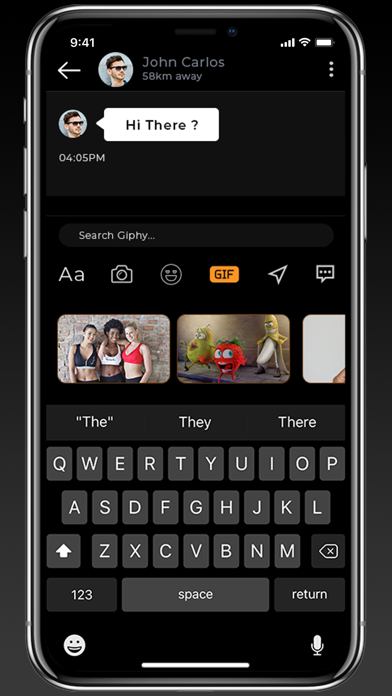 9:41
John Carlos
58km away
Hi There ?
04:05PM
Search Giphy...
Aa
GIF
"The" They There
Q W E R T Y U I O P
A S D F G H J K L
Z X C V B N M
123 space return